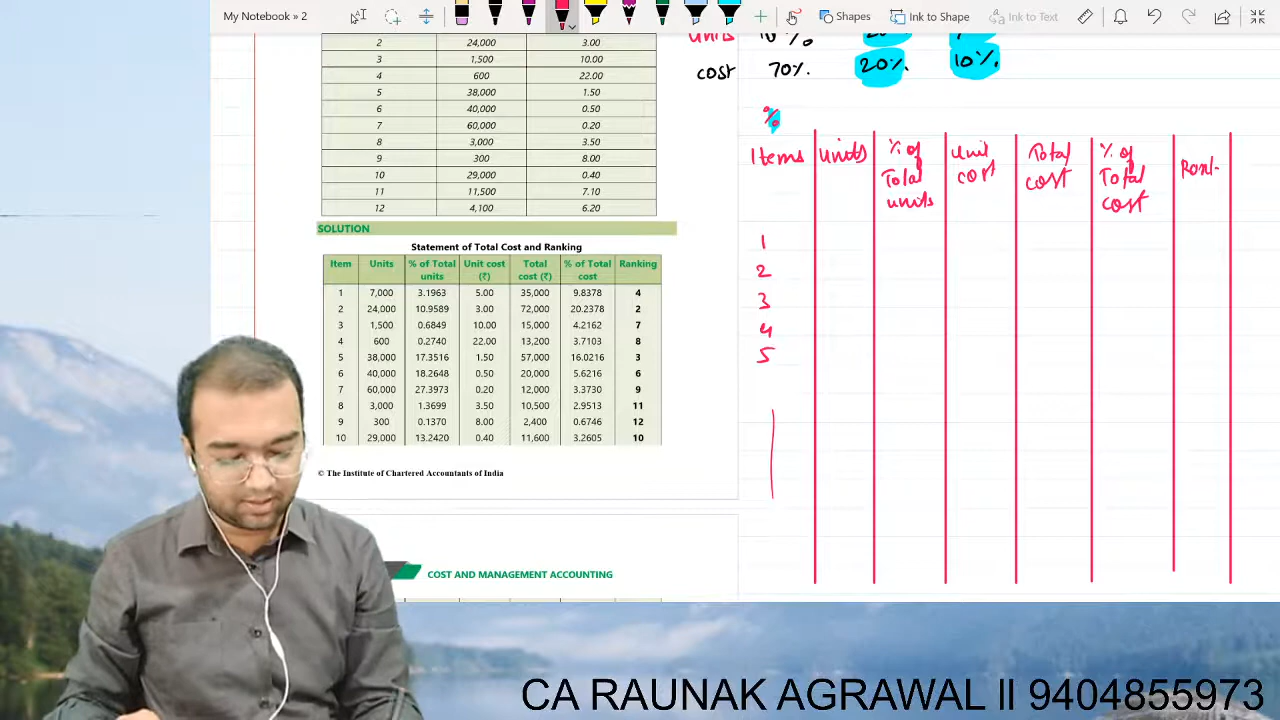 My Notebook » 2
Shapes
Ink to Shape
Ink to Text
2 24,000 3.00
3 1,500 10.00
4 600 22.00
5 38,000 1.50
6 40,000 0.50
7 60,000 0.20
8 3,000 3.50
9 300 8.00
10 29,000 0.40
11 11,500 7.10
12 4,100 6.20
SOLUTION
Statement of Total Cost and Ranking
Item Units % of Total units Unit cost (₹) Total cost (₹) % of Total cost Ranking
1 7,000 3.1963 5.00 35,000 9.8378 4
2 24,000 10.9589 3.00 72,000 20.2378 2
3 1,500 0.6849 10.00 15,000 4.2162 7
4 600 0.2740 22.00 13,200 3.7103 8
5 38,000 17.3516 1.50 57,000 16.0216 3
6 40,000 18.2648 0.50 20,000 5.6216 6
7 60,000 27.3973 0.20 12,000 3.3730 9
8 3,000 1.3699 3.50 10,500 2.9513 11
9 300 0.1370 8.00 2,400 0.6746 12
10 29,000 13.2420 0.40 11,600 3.2605 10
© The Institute of Chartered Accountants of India
COST AND MANAGEMENT ACCOUNTING
units
cost 70%. 20%. 10%.
%
Items Units % of Total units Unit cost Total cost % of Total cost
1
2
3
4
5
CA RAUNAK AGRAWAL II 9404855973